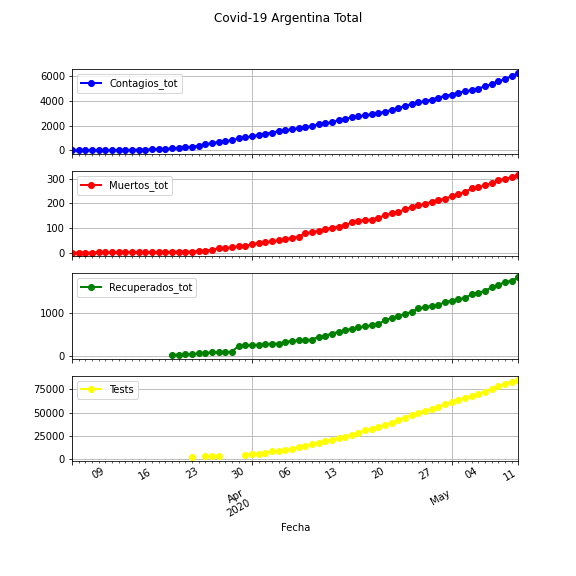 Covid-19 Argentina Total
6000
4000
2000
0
Contagios_tot
300
200
100
0
Muertos_tot
1000
0
Recuperados_tot
75000
50000
25000
0
Tests
09 16 23 30 06 13 20 27 04 11
Apr May
2020
Fecha